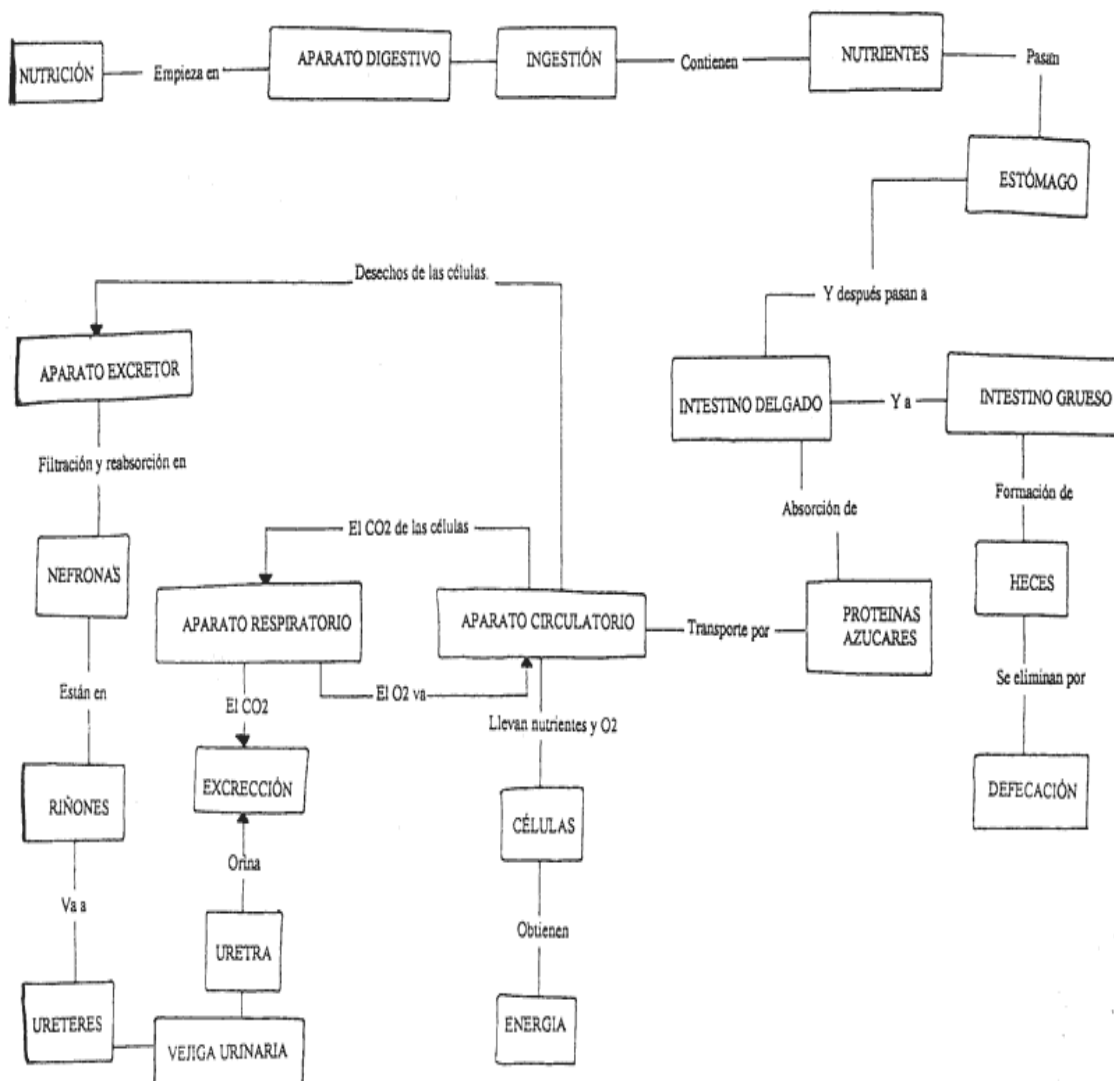 NUTRICIÓN
Empieza en
APARATO DIGESTIVO
INGESTIÓN
Contienen
NUTRIENTES
Pasan
ESTÓMAGO
Y después pasan a
INTESTINO DELGADO
Y a
INTESTINO GRUESO
Formación de
HECES
Se eliminan por
DEFECACIÓN
Absorción de
PROTEINAS
AZUCARES
Transporte por
APARATO CIRCULATORIO
Desechos de las células.
APARATO EXCRETOR
Filtración y reabsorción en
NEFRONAS
Están en
RIÑONES
Va a
URETERES
VEJIGA URINARIA
URETRA
Orina
EXCRECCIÓN
El CO2 de las células
APARATO RESPIRATORIO
El CO2
El O2 va
Llevan nutrientes y O2
CÉLULAS
Obtienen
ENERGIA